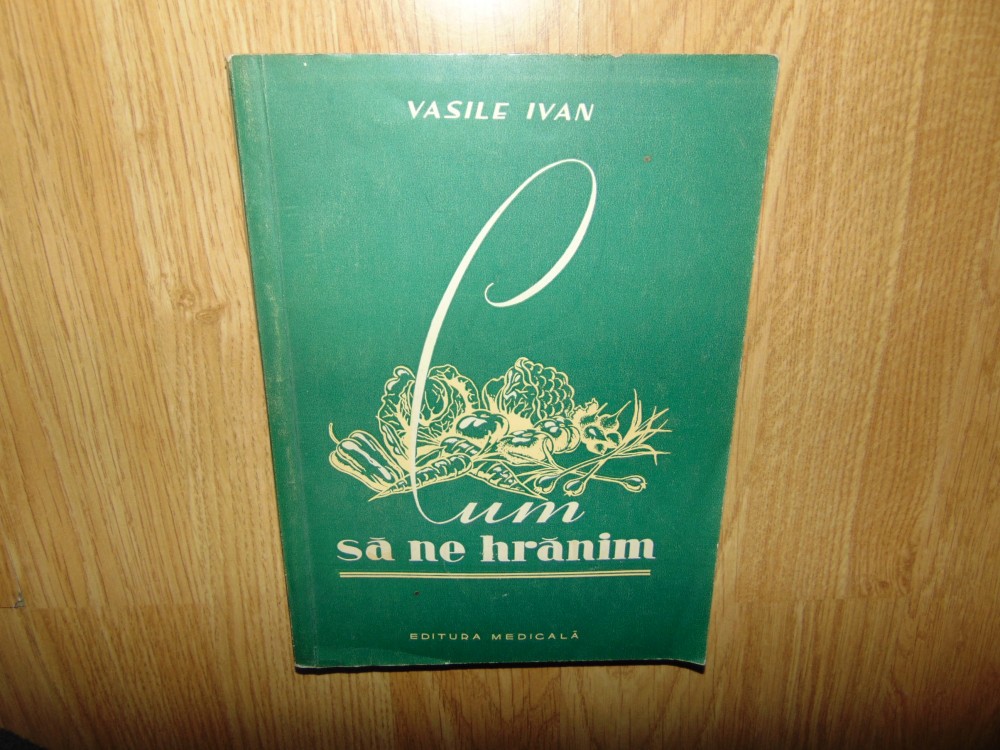 VASILE IVAN
Cum
să ne hrănim
EDITURA MEDICALĂ